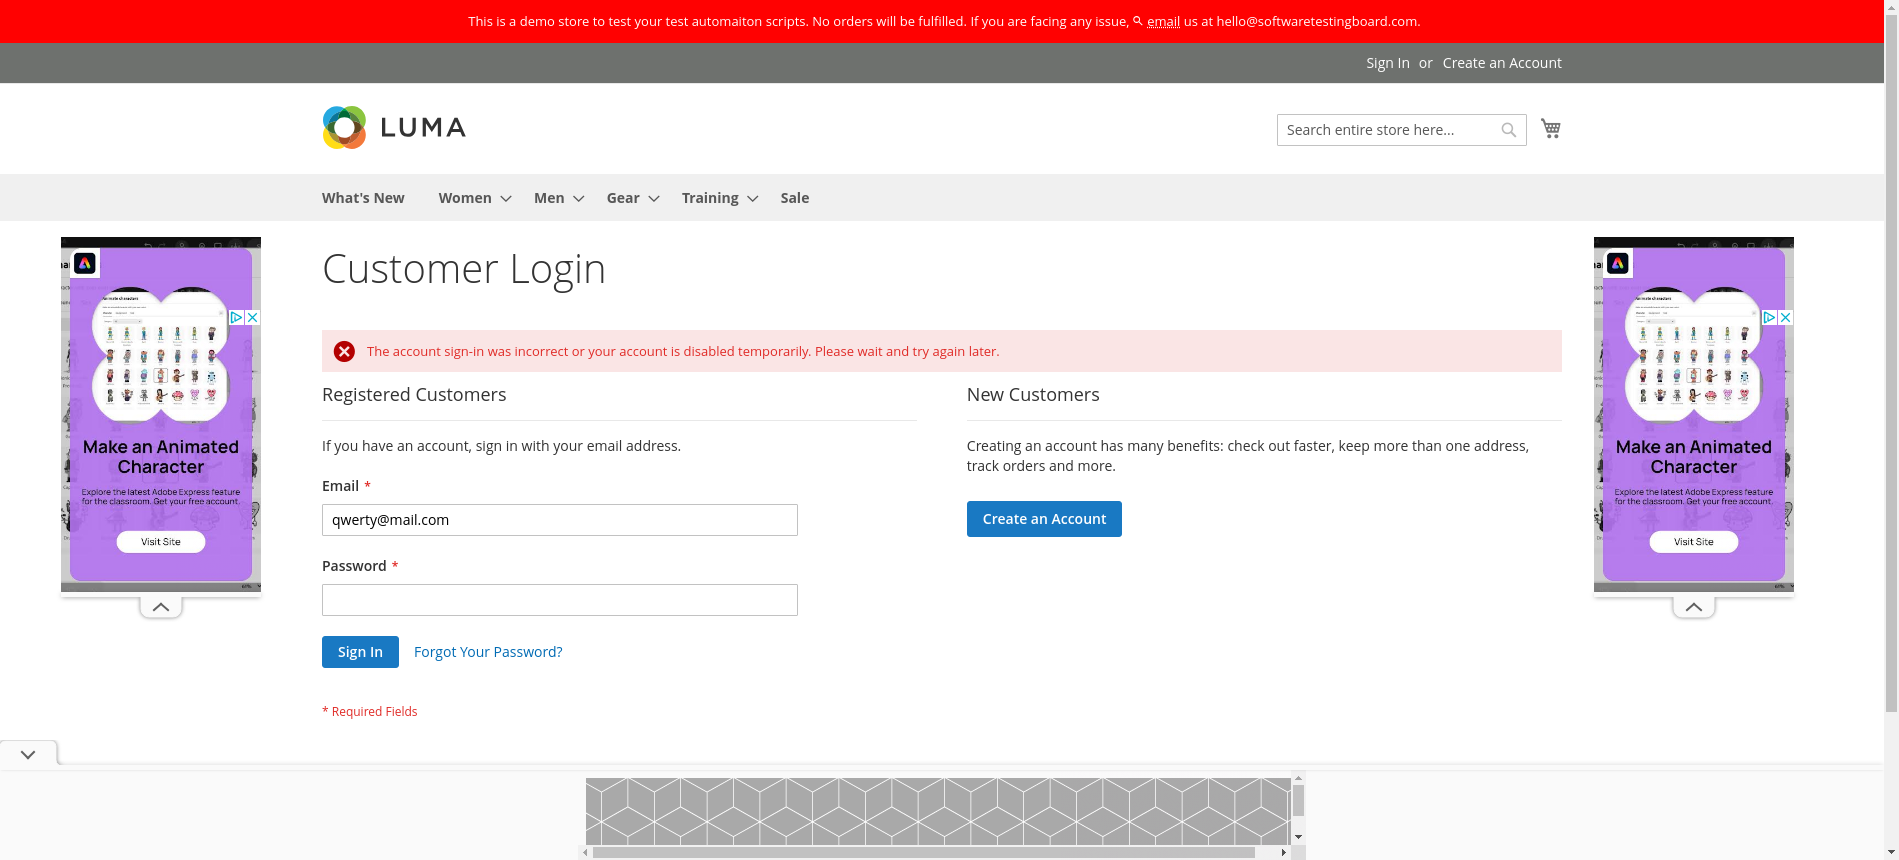 This is a demo store to test your test automaiton scripts. No orders will be fulfilled. If you are facing any issue, email us at hello@softwaretestingboard.com.
Sign In or Create an Account
LUMA
Search entire store here...
What's New Women Men Gear Training Sale
Customer Login
The account sign-in was incorrect or your account is disabled temporarily. Please wait and try again later.
Registered Customers
If you have an account, sign in with your email address.
Email *
qwerty@mail.com
Password *
Sign In Forgot Your Password?
* Required Fields
New Customers
Creating an account has many benefits: check out faster, keep more than one address,
track orders and more.
Create an Account
Animate characters
Make an Animated
Character
Explore the latest Adobe Express feature
for the classroom. Get your free account.
Visit Site
Animate characters
Make an Animated
Character
Explore the latest Adobe Express feature
for the classroom. Get your free account.
Visit Site